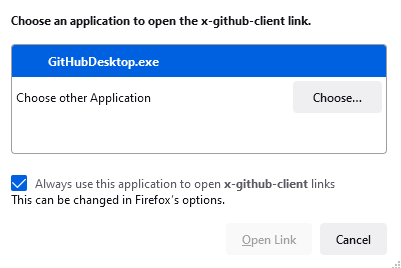 Choose an application to open the x-github-client link.
GitHubDesktop.exe
Choose other Application
Choose...
Always use this application to open x-github-client links
This can be changed in Firefox's options.
Open Link
Cancel